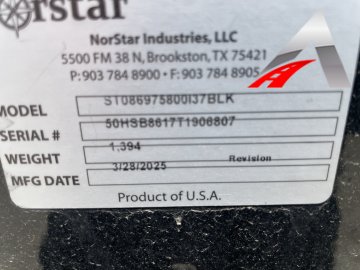 Norstar
NorStar Industries, LLC
5500 FM 38 N, Brookston, TX 75421
P: 903 784 8900 · F: 903 784 8905
MODEL ST086975800I37BLK
SERIAL # 50HSB8617T1906807
WEIGHT 1,394 Revision
MFG DATE 3/28/2025
Product of U.S.A.